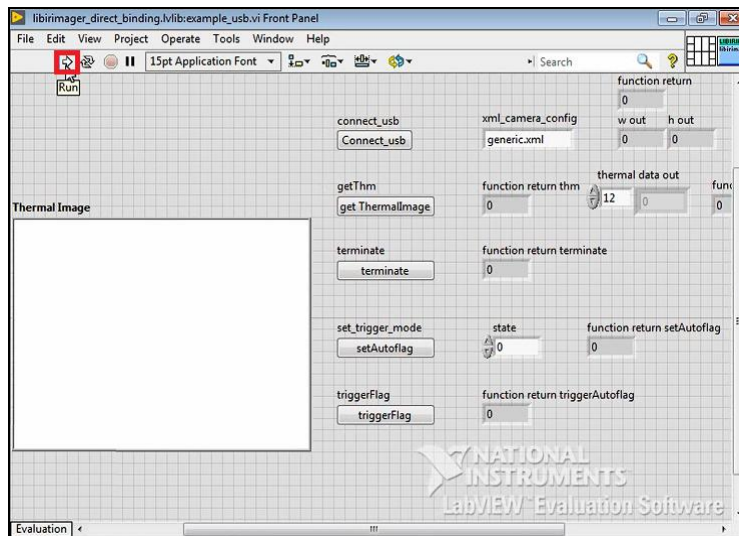 libirimager_direct_binding.lvlib:example_usb.vi Front Panel
File Edit View Project Operate Tools Window Help
15pt Application Font Search
Run
function return
0
connect_usb xml_camera_config w out h out
Connect_usb generic.xml 0 0
getThm function return thm thermal data out
get ThermalImage 0 12 0 0
Thermal Image
terminate function return terminate
terminate 0
set_trigger_mode state function return setAutoflag
setAutoflag 0 0
triggerFlag function return triggerAutoflag
triggerFlag 0
NATIONAL
INSTRUMENTS
LabVIEW™ Evaluation Software
Evaluation